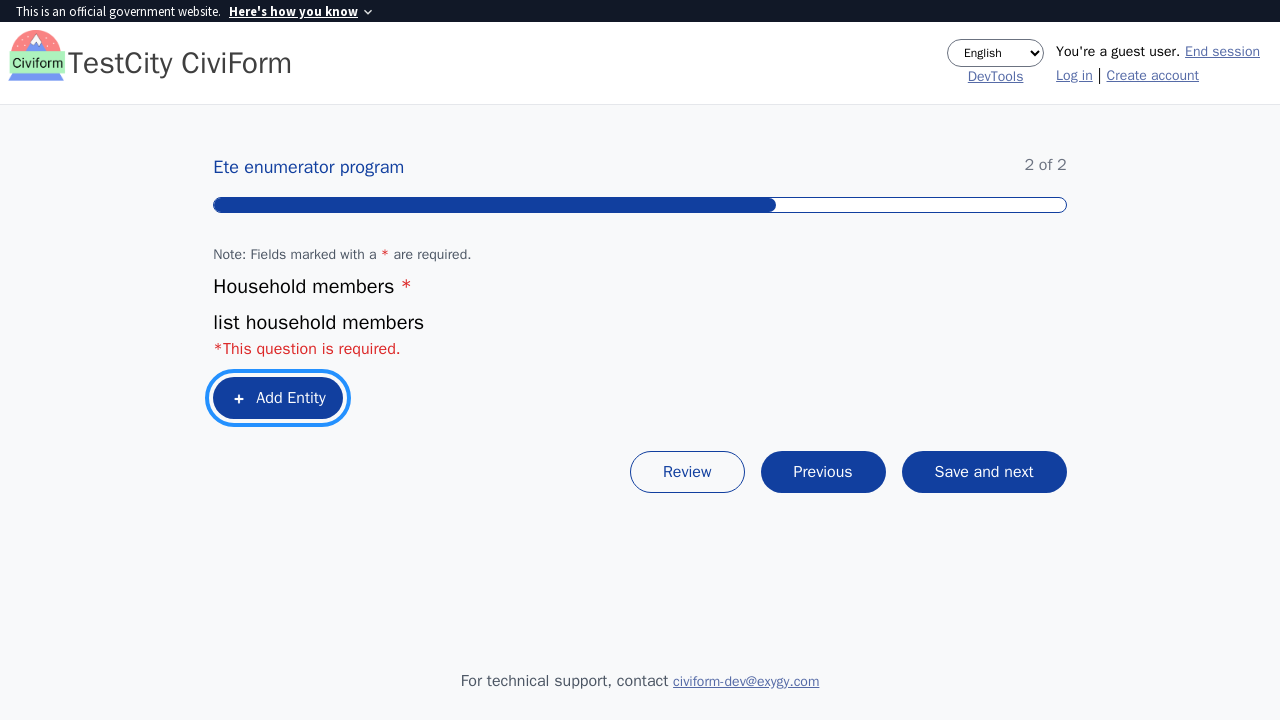 This is an official government website. Here's how you know
Civiform
TestCity CiviForm
English
DevTools
You're a guest user. End session
Log in | Create account
Ete enumerator program
2 of 2
Note: Fields marked with a * are required.
Household members *
list household members
*This question is required.
+ Add Entity
Review
Previous
Save and next
For technical support, contact civiform-dev@exygy.com